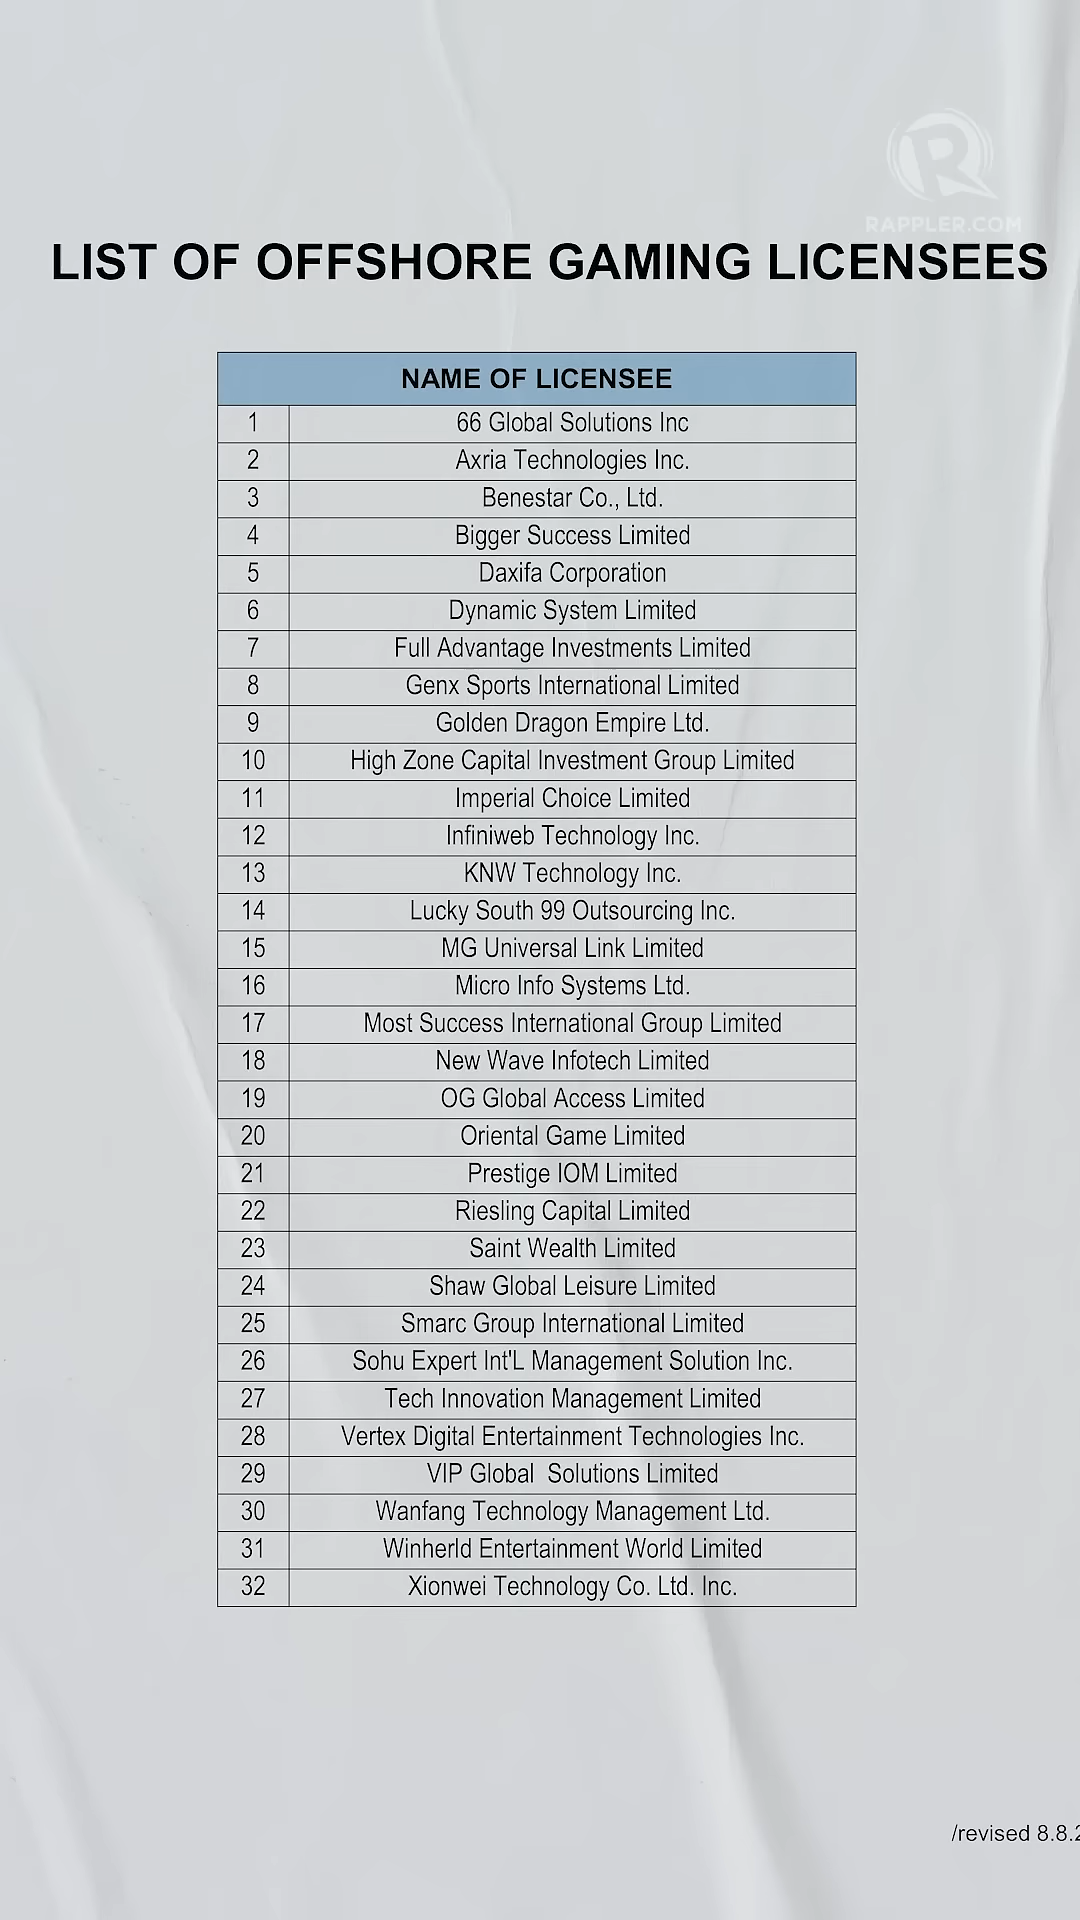 RAPPLER.COM
LIST OF OFFSHORE GAMING LICENSEES
NAME OF LICENSEE
1 66 Global Solutions Inc
2 Axria Technologies Inc.
3 Benestar Co., Ltd.
4 Bigger Success Limited
5 Daxifa Corporation
6 Dynamic System Limited
7 Full Advantage Investments Limited
8 Genx Sports International Limited
9 Golden Dragon Empire Ltd.
10 High Zone Capital Investment Group Limited
11 Imperial Choice Limited
12 Infiniweb Technology Inc.
13 KNW Technology Inc.
14 Lucky South 99 Outsourcing Inc.
15 MG Universal Link Limited
16 Micro Info Systems Ltd.
17 Most Success International Group Limited
18 New Wave Infotech Limited
19 OG Global Access Limited
20 Oriental Game Limited
21 Prestige IOM Limited
22 Riesling Capital Limited
23 Saint Wealth Limited
24 Shaw Global Leisure Limited
25 Smarc Group International Limited
26 Sohu Expert Int'L Management Solution Inc.
27 Tech Innovation Management Limited
28 Vertex Digital Entertainment Technologies Inc.
29 VIP Global  Solutions Limited
30 Wanfang Technology Management Ltd.
31 Winherld Entertainment World Limited
32 Xionwei Technology Co. Ltd. Inc.
/revised 8.8.2